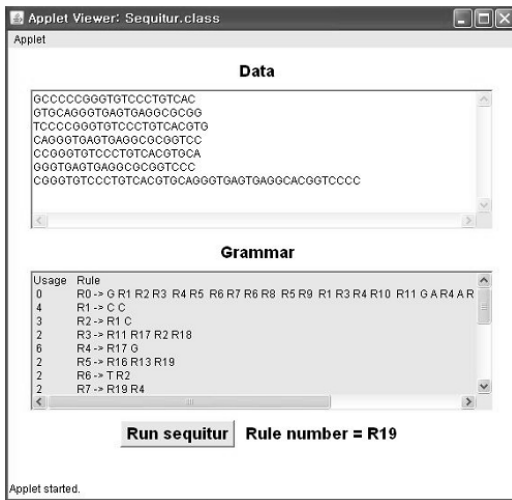 Applet Viewer: Sequitur.class
Applet
Data
GCCCCCGGGTGTCCCTGTCAC
GTGCAGGGTGAGTGAGGCGCGG
TCCCCGGGTGTCCCTGTCACGTG
CAGGGTGAGTGAGGCGCGGTCC
CCGGGTGTCCCTGTCACGTGCA
GGGTGAGTGAGGCGCGGTCCC
CGGGTGTCCCTGTCACGTGCAGGGTGAGTGAGGCACGGTCCCC
Grammar
Usage Rule
0 R0 -> G R1 R2 R3 R4 R5 R6 R7 R6 R8 R5 R9 R1 R3 R4 R10 R11 G A R4 A R
4 R1 -> C C
3 R2 -> R1 C
2 R3 -> R11 R17 R2 R18
6 R4 -> R17 G
2 R5 -> R16 R13 R19
2 R6 -> T R2
2 R7 -> R19 R4
Run sequitur Rule number = R19
Applet started.